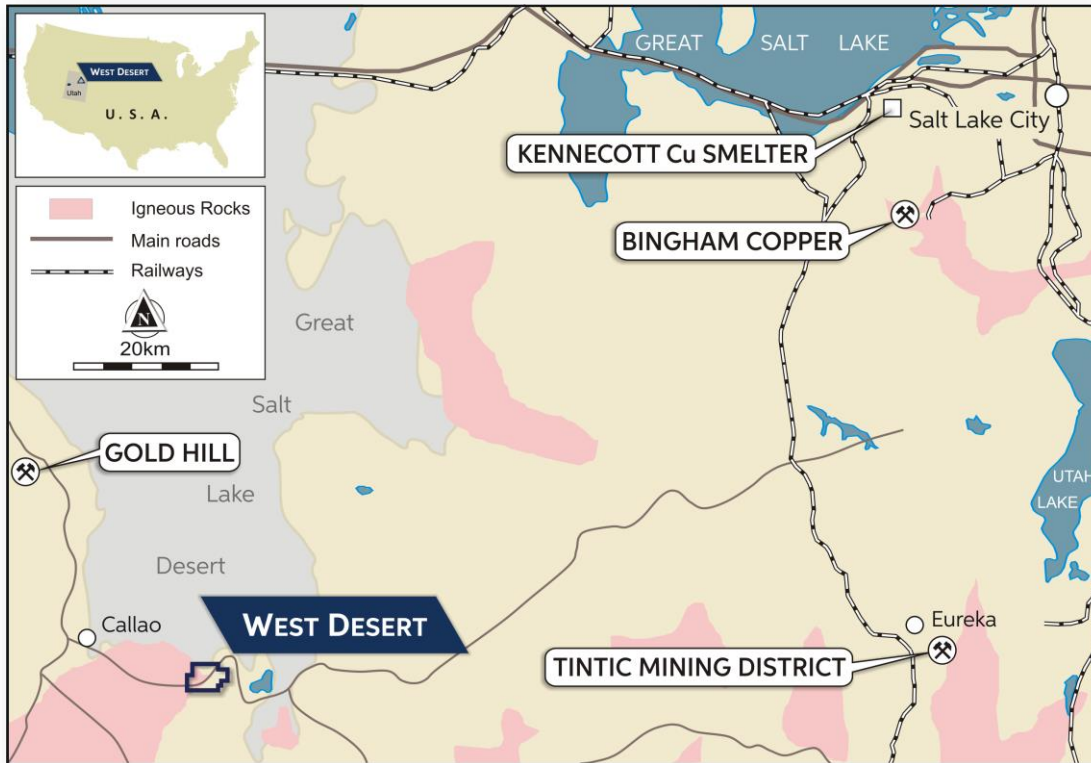 WEST DESERT
Utah
U. S. A.
Igneous Rocks
Main roads
Railways
N
20km
GREAT SALT LAKE
Salt Lake City
KENNECOTT Cu SMELTER
BINGHAM COPPER
Great
Salt
Lake
Desert
GOLD HILL
UTAH
LAKE
Callao
WEST DESERT
Eureka
TINTIC MINING DISTRICT